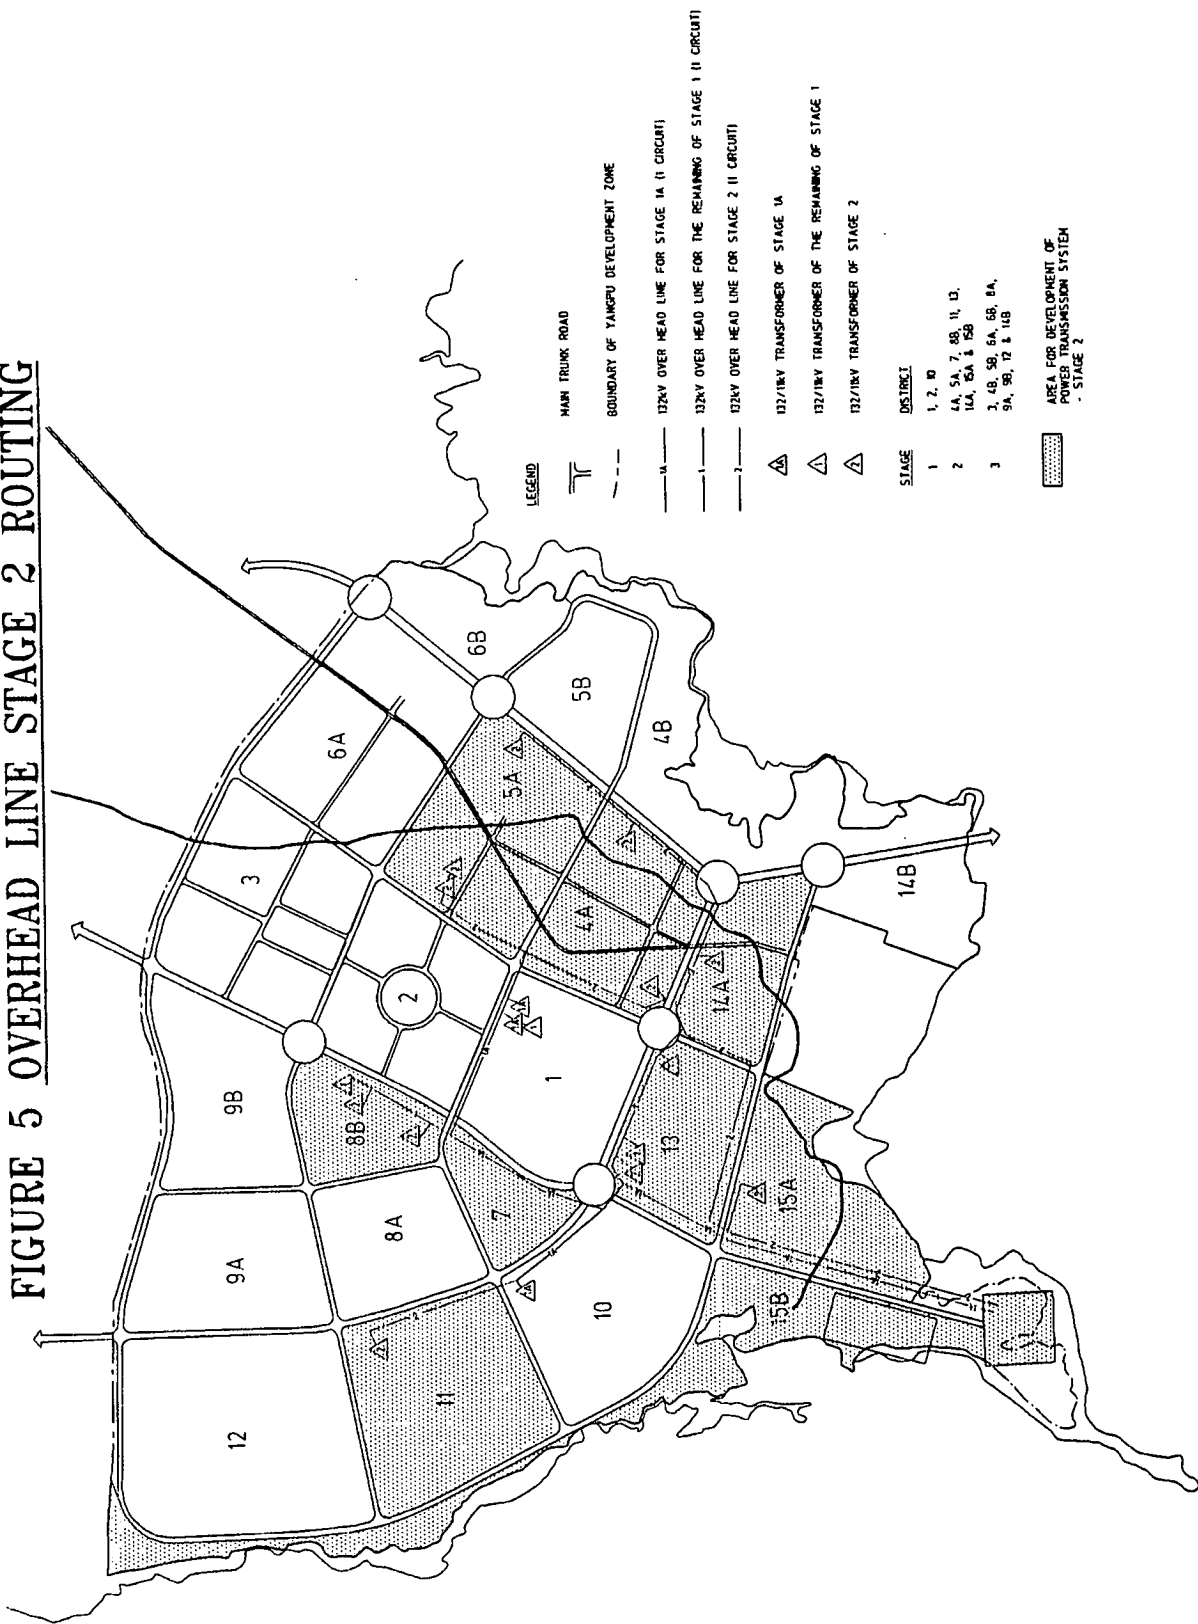 FIGURE 5 OVERHEAD LINE STAGE 2 ROUTING
12
9A
9B
3
6A
6B
11
8A
8B
2
5A
5B
10
7
1
4A
4B
13
14A
14B
15A
15B
LEGEND
MAIN TRUNK ROAD
BOUNDARY OF YANGPU DEVELOPMENT ZONE
1A 132kV OVER HEAD LINE FOR STAGE 1A (1 CIRCUIT)
1 132kV OVER HEAD LINE FOR THE REMAINING OF STAGE 1 (1 CIRCUIT)
2 132kV OVER HEAD LINE FOR STAGE 2 (1 CIRCUIT)
1A 132/11kV TRANSFORMER OF STAGE 1A
1 132/11kV TRANSFORMER OF THE REMAINING OF STAGE 1
2 132/11kV TRANSFORMER OF STAGE 2
STAGE DISTRICT
1 1, 2, 10
2 4A, 5A, 7, 8B, 11, 13,
14A, 15A & 15B
3 3, 4B, 5B, 6A, 6B, 8A,
9A, 9B, 12 & 14B
AREA FOR DEVELOPMENT OF
POWER TRANSMISSION SYSTEM
- STAGE 2